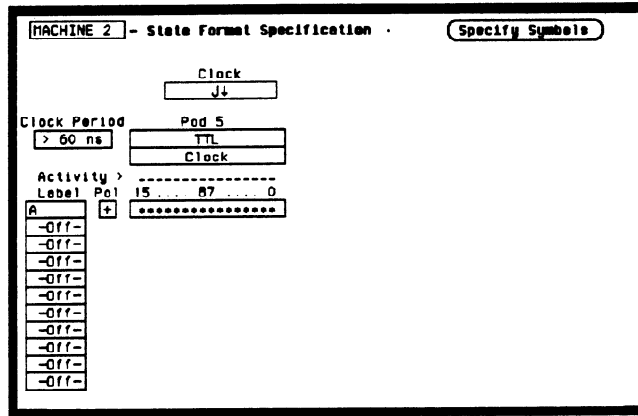 MACHINE 2 - State Format Specification - Specify Symbols
Clock
J↓
Clock Period Pod 5
> 60 ns TTL
Clock
Activity > ----------------
Label Pol 15 .... 87 .... 0
A + ****************
-Off-
-Off-
-Off-
-Off-
-Off-
-Off-
-Off-
-Off-
-Off-
-Off-